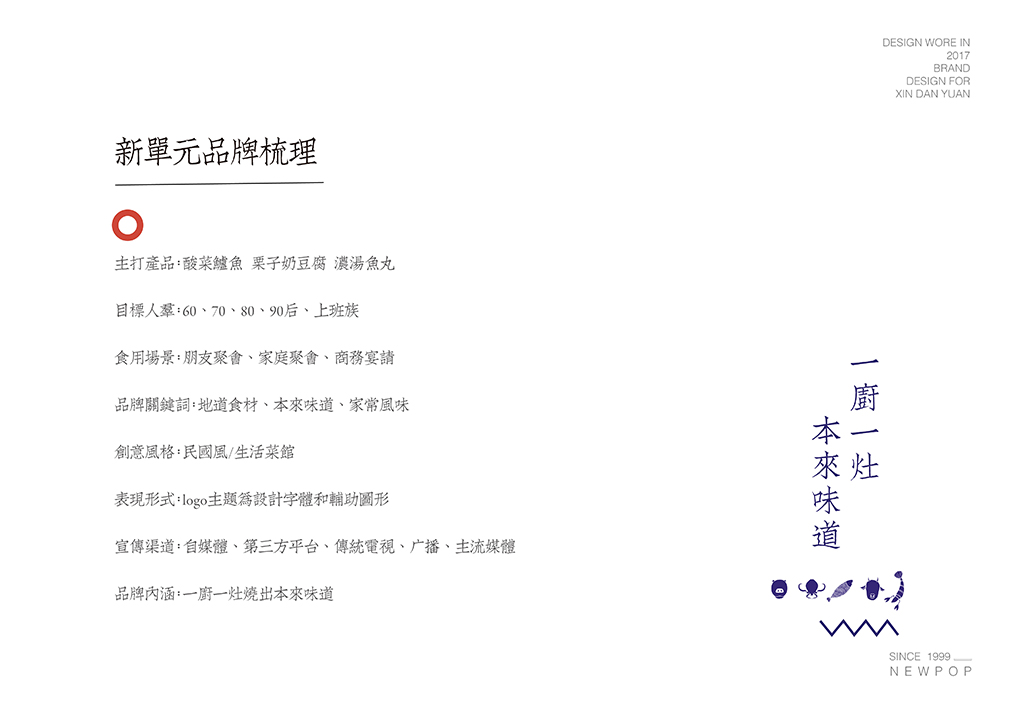 DESIGN WORE IN
2017
BRAND
DESIGN FOR
XIN DAN YUAN
新單元品牌梳理
主打產品:酸菜鱸魚 栗子奶豆腐 濃湯魚丸
目標人羣:60、70、80、90后、上班族
食用場景:朋友聚會、家庭聚會、商務宴請
品牌關鍵詞:地道食材、本來味道、家常風味
創意風格:民國風/生活菜館
表現形式:logo主題為設計字體和輔助圖形
宣傳渠道:自媒體、第三方平台、傳統電視、广播、主流媒體
品牌內涵:一廚一灶燒出本來味道
一廚一灶
本來味道
SINCE 1999
NEWPOP